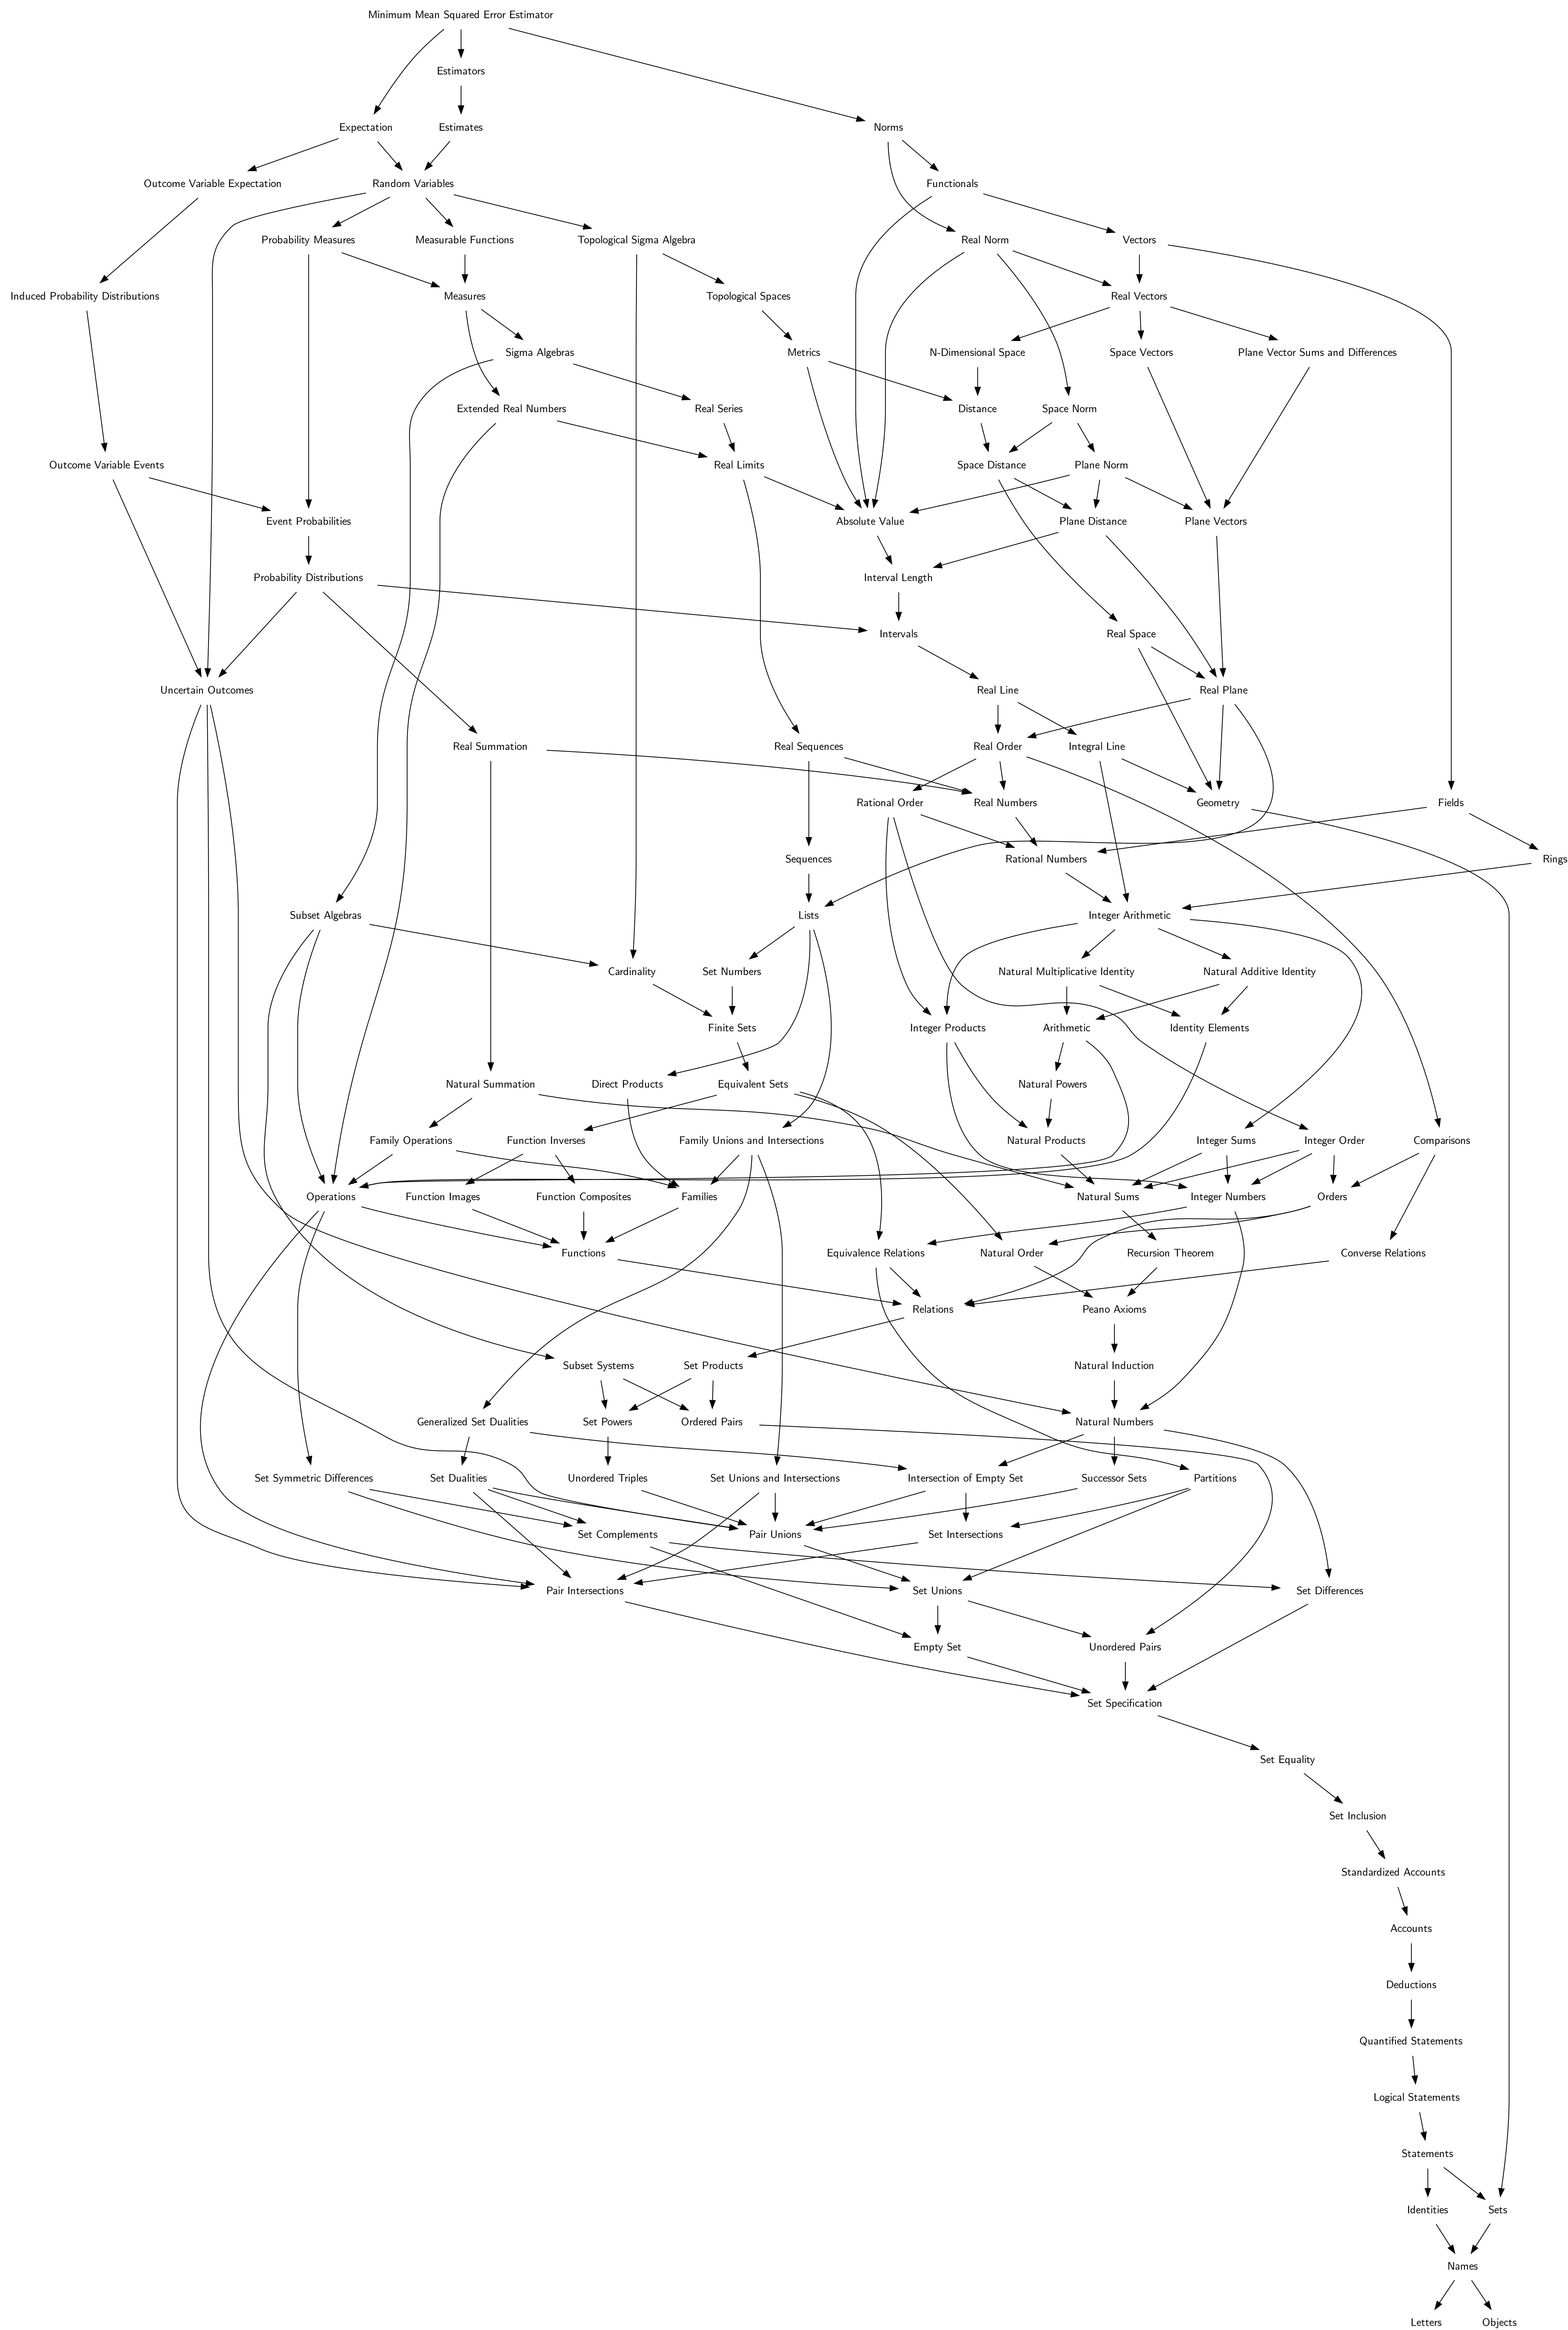 Minimum Mean Squared Error Estimator
Estimators
Expectation
Estimates
Norms
Outcome Variable Expectation
Random Variables
Functionals
Probability Measures
Measurable Functions
Topological Sigma Algebra
Real Norm
Vectors
Induced Probability Distributions
Measures
Topological Spaces
Real Vectors
Sigma Algebras
Metrics
N-Dimensional Space
Space Vectors
Plane Vector Sums and Differences
Extended Real Numbers
Real Series
Distance
Space Norm
Outcome Variable Events
Real Limits
Space Distance
Plane Norm
Event Probabilities
Absolute Value
Plane Distance
Plane Vectors
Probability Distributions
Interval Length
Intervals
Real Space
Uncertain Outcomes
Real Line
Real Plane
Real Summation
Real Sequences
Real Order
Integral Line
Rational Order
Real Numbers
Geometry
Fields
Sequences
Rational Numbers
Rings
Subset Algebras
Lists
Integer Arithmetic
Cardinality
Set Numbers
Natural Multiplicative Identity
Natural Additive Identity
Finite Sets
Integer Products
Arithmetic
Identity Elements
Natural Summation
Direct Products
Equivalent Sets
Natural Powers
Family Operations
Function Inverses
Family Unions and Intersections
Natural Products
Integer Sums
Integer Order
Comparisons
Operations
Function Images
Function Composites
Families
Natural Sums
Integer Numbers
Orders
Functions
Equivalence Relations
Natural Order
Recursion Theorem
Converse Relations
Relations
Peano Axioms
Subset Systems
Set Products
Natural Induction
Generalized Set Dualities
Set Powers
Ordered Pairs
Natural Numbers
Set Symmetric Differences
Set Dualities
Unordered Triples
Set Unions and Intersections
Intersection of Empty Set
Successor Sets
Partitions
Set Complements
Pair Unions
Set Intersections
Pair Intersections
Set Unions
Set Differences
Empty Set
Unordered Pairs
Set Specification
Set Equality
Set Inclusion
Standardized Accounts
Accounts
Deductions
Quantified Statements
Logical Statements
Statements
Identities
Sets
Names
Letters
Objects